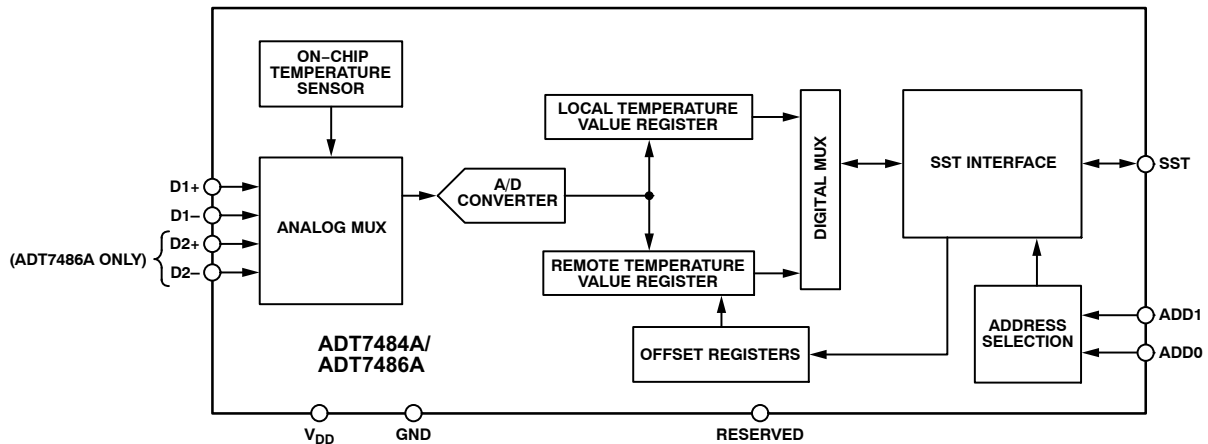 ON–CHIP
TEMPERATURE
SENSOR
LOCAL TEMPERATURE
VALUE REGISTER
DIGITAL MUX
SST INTERFACE
SST
A/D
CONVERTER
ANALOG MUX
D1+
D1–
D2+
(ADT7486A ONLY)
D2–
REMOTE TEMPERATURE
VALUE REGISTER
OFFSET REGISTERS
ADDRESS
SELECTION
ADD1
ADD0
ADT7484A/
ADT7486A
VDD
GND
RESERVED